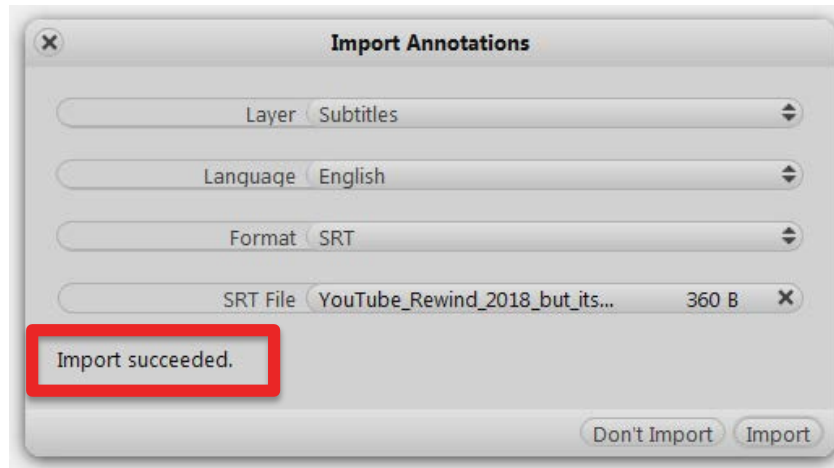 Import Annotations
Layer Subtitles
Language English
Format SRT
SRT File YouTube_Rewind_2018_but_its... 360 B
Import succeeded.
Don't Import Import